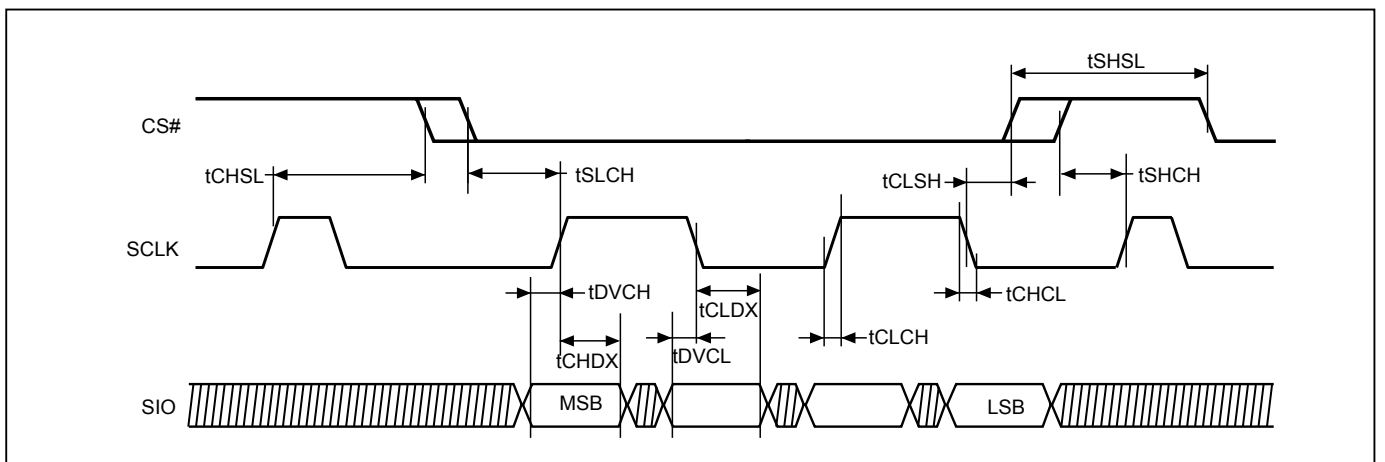 tSHSL
CS#
tCHSL
tSLCH
tCLSH
tSHCH
SCLK
tDVCH
tCLDX
tCHCL
tCHDX
tDVCL
tCLCH
SIO
MSB
LSB